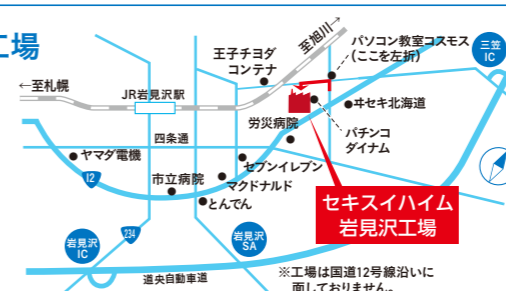 工場
至旭川→
王子チヨダ
コンテナ
パソコン教室コスモス
(ここを左折)
三笠
IC
←至札幌
JR岩見沢駅
労災病院
ヰセキ北海道
四条通
パチンコ
ダイナム
ヤマダ電機
セブンイレブン
12
市立病院
マクドナルド
とんでん
セキスイハイム
岩見沢工場
234
岩見沢
IC
岩見沢
SA
道央自動車道
※工場は国道12号線沿いに
面しておりません。